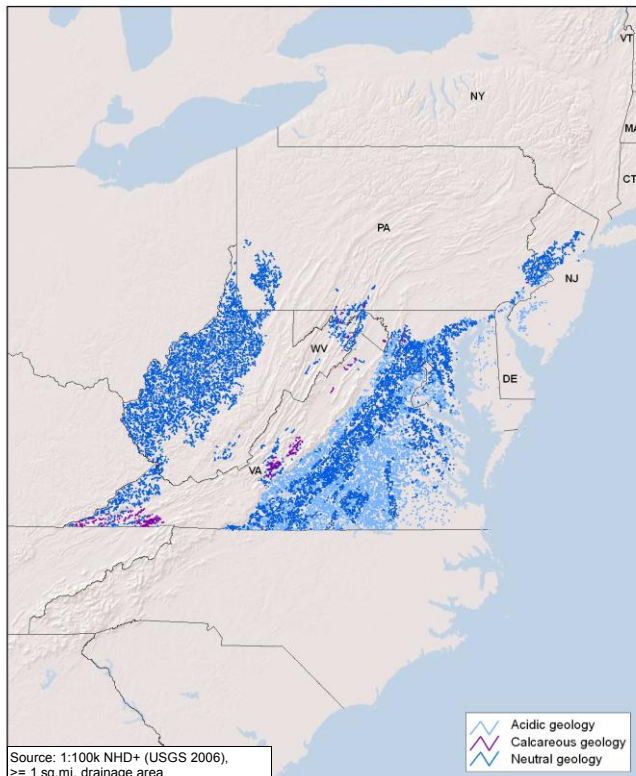 VT
NY
MA
CT
PA
NJ
WV
DE
VA
Acidic geology
Calcareous geology
Neutral geology
Source: 1:100k NHD+ (USGS 2006),
>= 1 sq.mi. drainage area